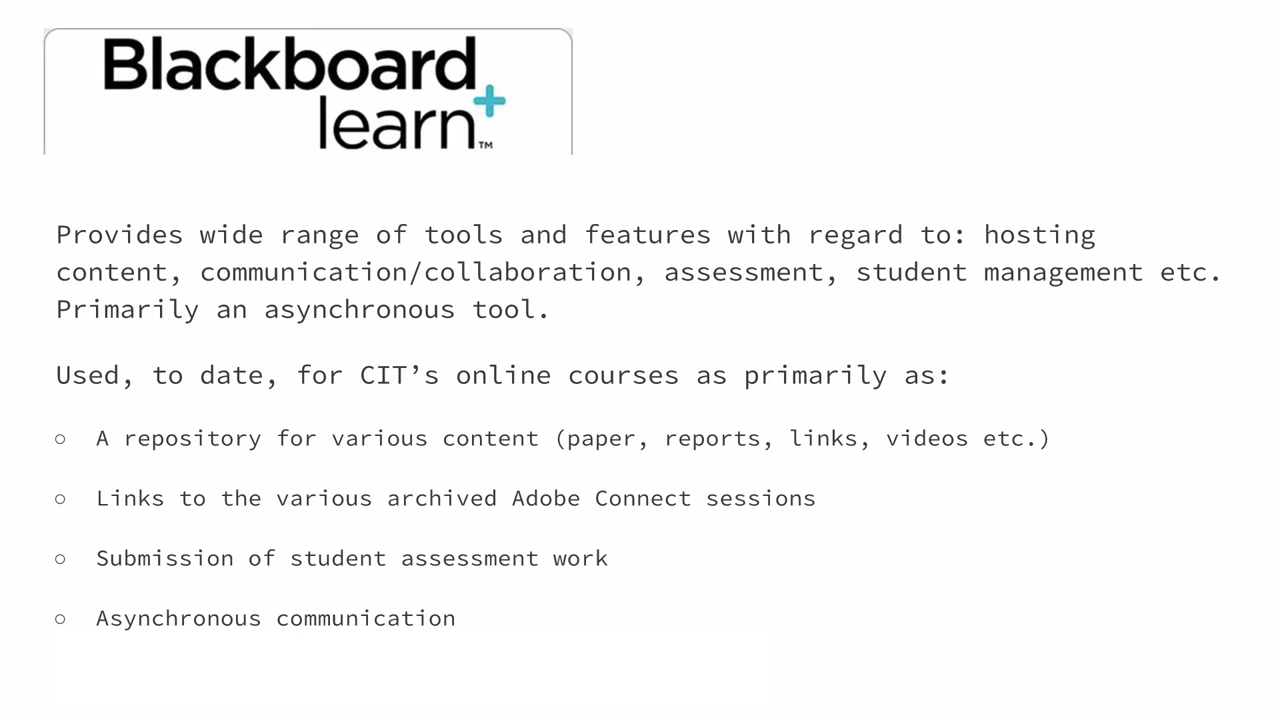 Blackboard
learn+™
Provides wide range of tools and features with regard to: hosting
content, communication/collaboration, assessment, student management etc.
Primarily an asynchronous tool.
Used, to date, for CIT’s online courses as primarily as:
○ A repository for various content (paper, reports, links, videos etc.)
○ Links to the various archived Adobe Connect sessions
○ Submission of student assessment work
○ Asynchronous communication